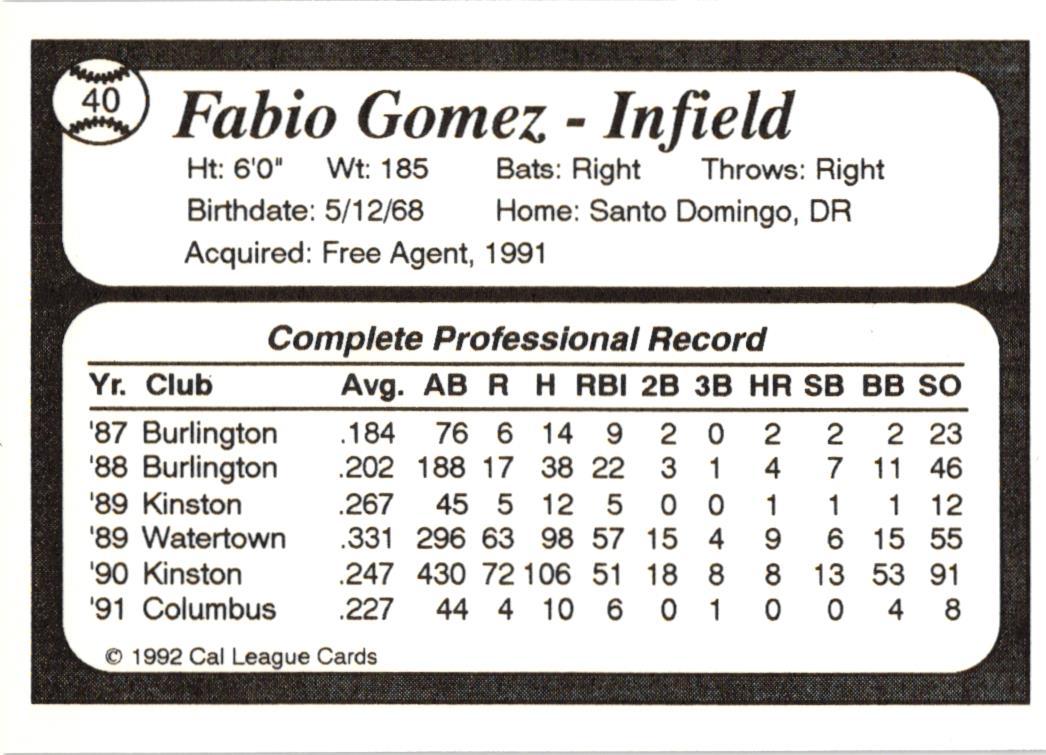 40
Fabio Gomez - Infield
Ht: 6'0" Wt: 185 Bats: Right Throws: Right
Birthdate: 5/12/68 Home: Santo Domingo, DR
Acquired: Free Agent, 1991
Complete Professional Record
Yr. Club Avg. AB R H RBI 2B 3B HR SB BB SO
'87 Burlington .184 76 6 14 9 2 0 2 2 2 23
'88 Burlington .202 188 17 38 22 3 1 4 7 11 46
'89 Kinston .267 45 5 12 5 0 0 1 1 1 12
'89 Watertown .331 296 63 98 57 15 4 9 6 15 55
'90 Kinston .247 430 72 106 51 18 8 8 13 53 91
'91 Columbus .227 44 4 10 6 0 1 0 0 4 8
© 1992 Cal League Cards